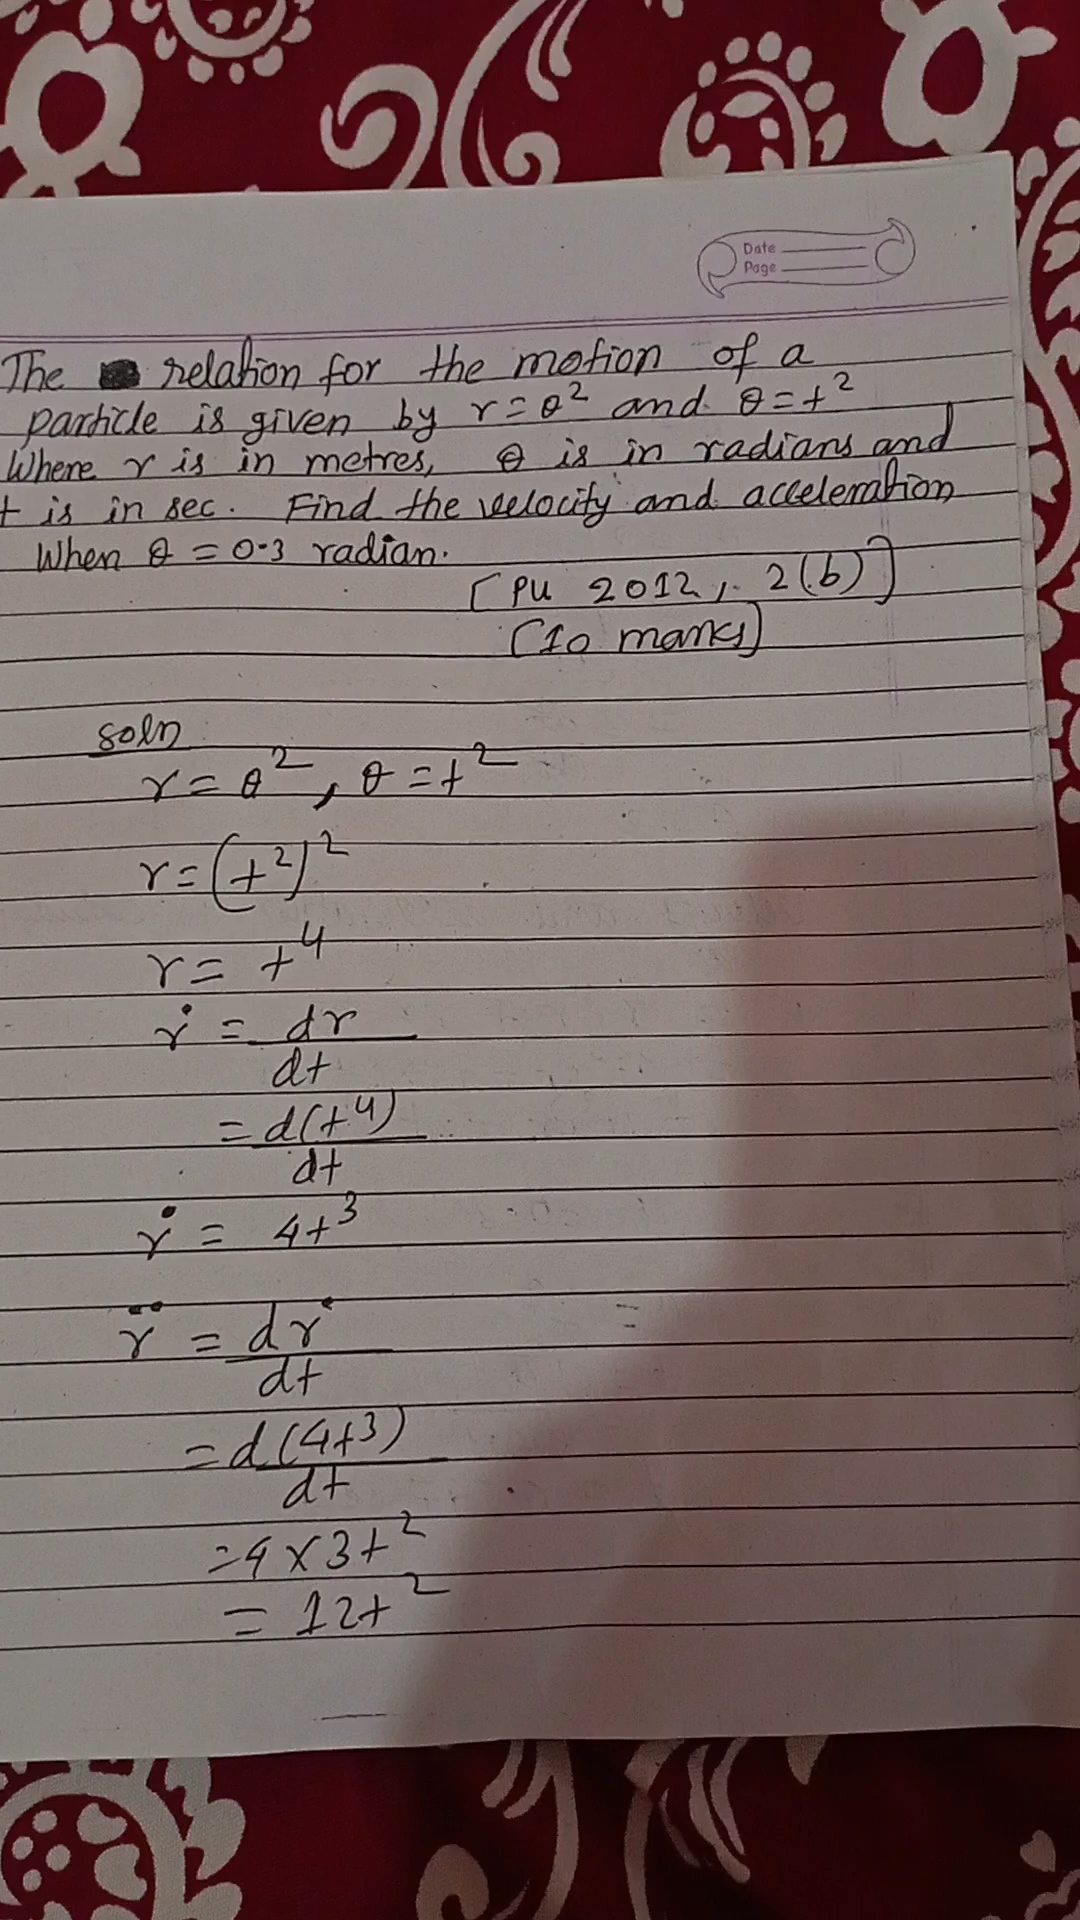 Date
Page
The relation for the motion of a
particle is given by r=θ² and θ=t²
Where r is in metres, θ is in radians and
t is in sec. Find the velocity and acceleration
When θ = 0.3 radian.
[PU 2012, 2(b)]
[10 marks]
soln
r=θ², θ=t²
r=(t²)²
r= t⁴
ṙ = dr
dt
=d(t⁴)
dt
ṙ = 4t³
r̈ = dṙ
dt
=d(4t³)
dt
=4×3t²
= 12t²